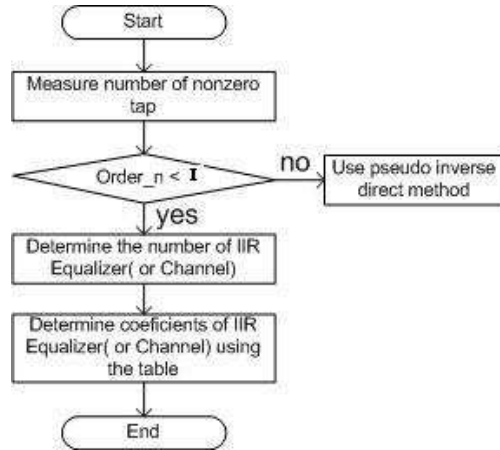 Start
Measure number of nonzero
tap
Order_n < I
no
Use pseudo inverse
direct method
yes
Determine the number of IIR
Equalizer( or Channel)
Determine coeficients of IIR
Equalizer( or Channel) using
the table
End